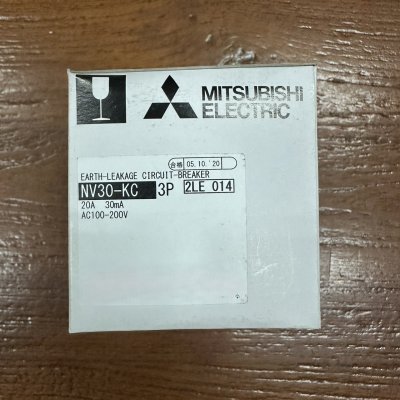 MITSUBISHI
ELECTRIC
合格 05.10.'20
EARTH-LEAKAGE CIRCUIT-BREAKER
NV30-KC 3P 2LE 014
20A 30mA
AC100-200V